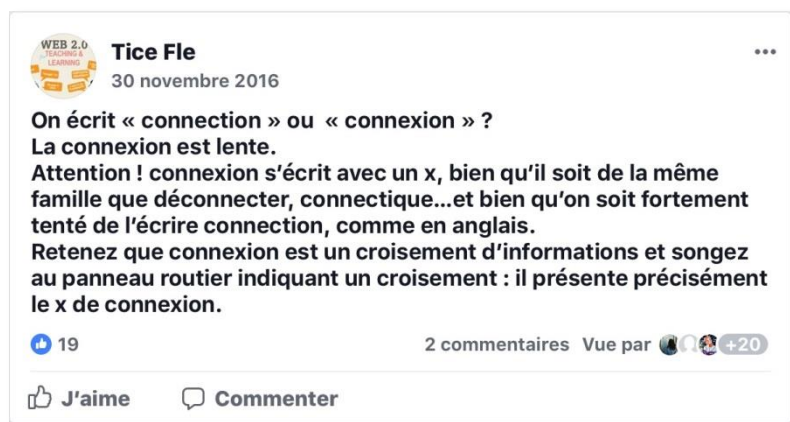 WEB 2.0
TEACHING &
LEARNING
Tice Fle
30 novembre 2016
On écrit « connection » ou « connexion » ?
La connexion est lente.
Attention ! connexion s’écrit avec un x, bien qu’il soit de la même
famille que déconnecter, connectique...et bien qu’on soit fortement
tenté de l’écrire connection, comme en anglais.
Retenez que connexion est un croisement d’informations et songez
au panneau routier indiquant un croisement : il présente précisément
le x de connexion.
19
2 commentaires Vue par +20
J’aime Commenter